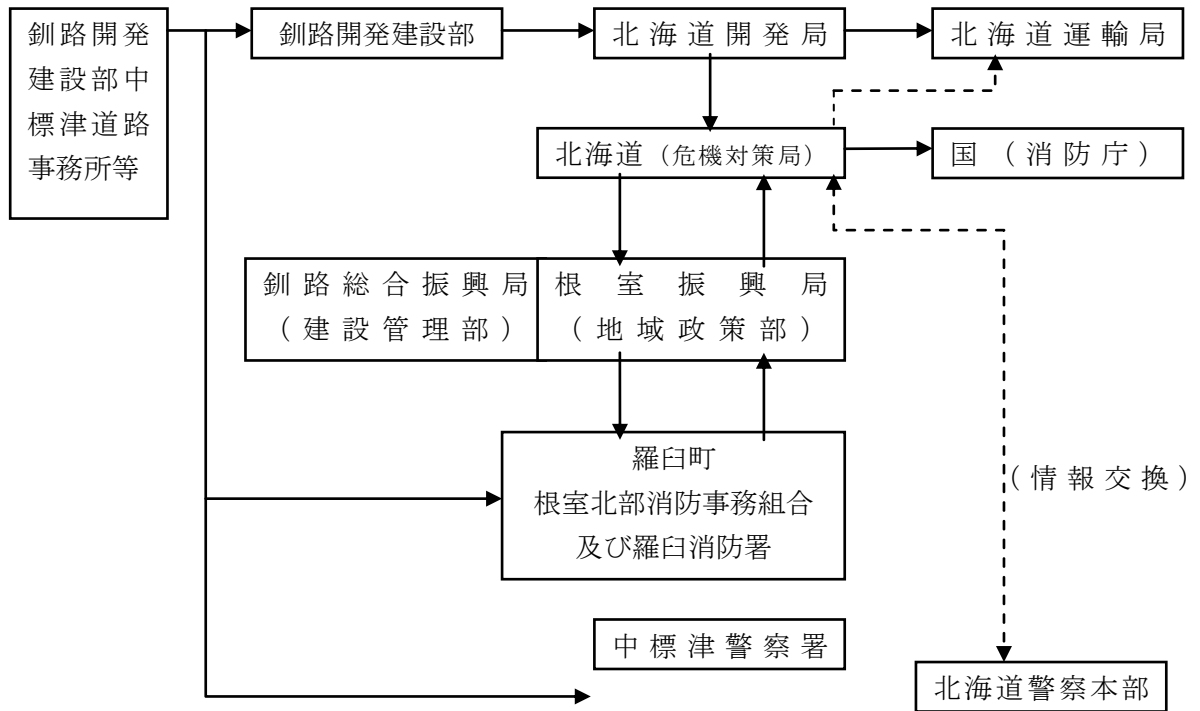 釧路開発
建設部中
標津道路
事務所等
釧路開発建設部
北海道開発局
北海道運輸局
北海道（危機対策局）
国（消防庁）
釧路総合振興局
（建設管理部）
根室振興局
（地域政策部）
羅臼町
根室北部消防事務組合
及び羅臼消防署
（情報交換）
中標津警察署
北海道警察本部